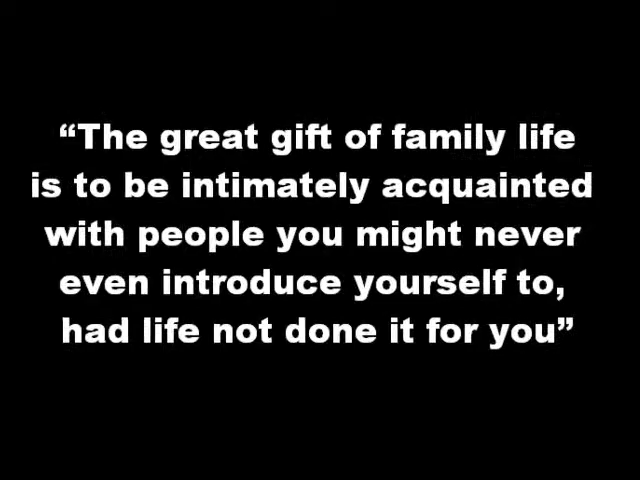 “The great gift of family life
is to be intimately acquainted
with people you might never
even introduce yourself to,
had life not done it for you”